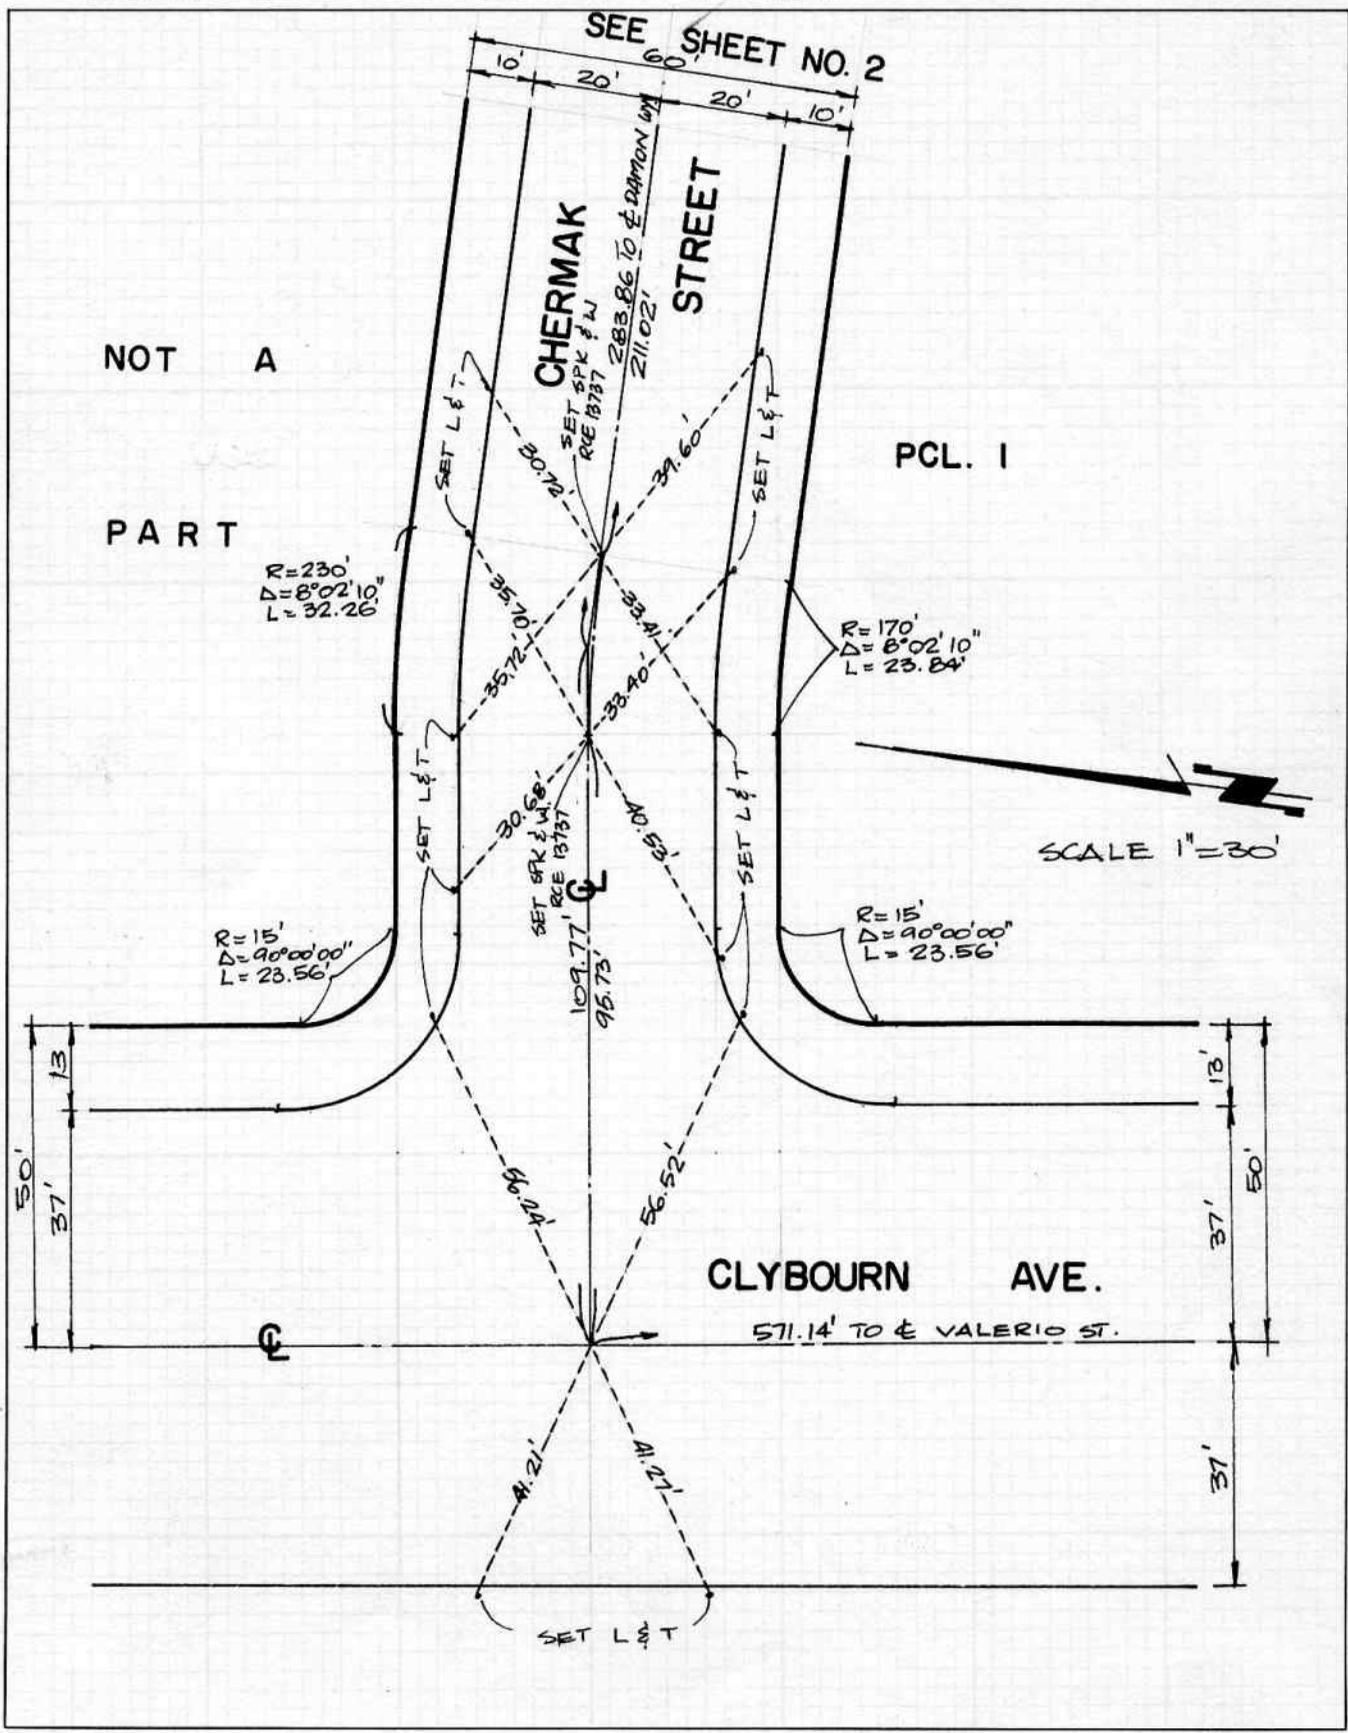 SEE SHEET NO. 2
60'
10'
20'
20'
10'
CHERMAK
STREET
283.86 TO ℄ DAMON WY
211.02'
SET SPK & W
RCE 13737
NOT A
PART
PCL. 1
SET L&T
SET L&T
30.72'
39.60'
35.70'
33.41'
35.72'
33.40'
R=230'
Δ=8°02'10"
L=32.26'
R=170'
Δ=8°02'10"
L=23.84'
SET L&T
SET L&T
30.68'
40.53'
SET SPK & W.
RCE 13737
℄
SCALE 1"=30'
R=15'
Δ=90°00'00"
L=23.56'
R=15'
Δ=90°00'00"
L=23.56'
109.77'
95.73'
13
50'
37'
13'
37'
50'
56.24'
56.52'
CLYBOURN AVE.
571.14' TO ℄ VALERIO ST.
℄
41.21'
41.27'
37'
SET L&T